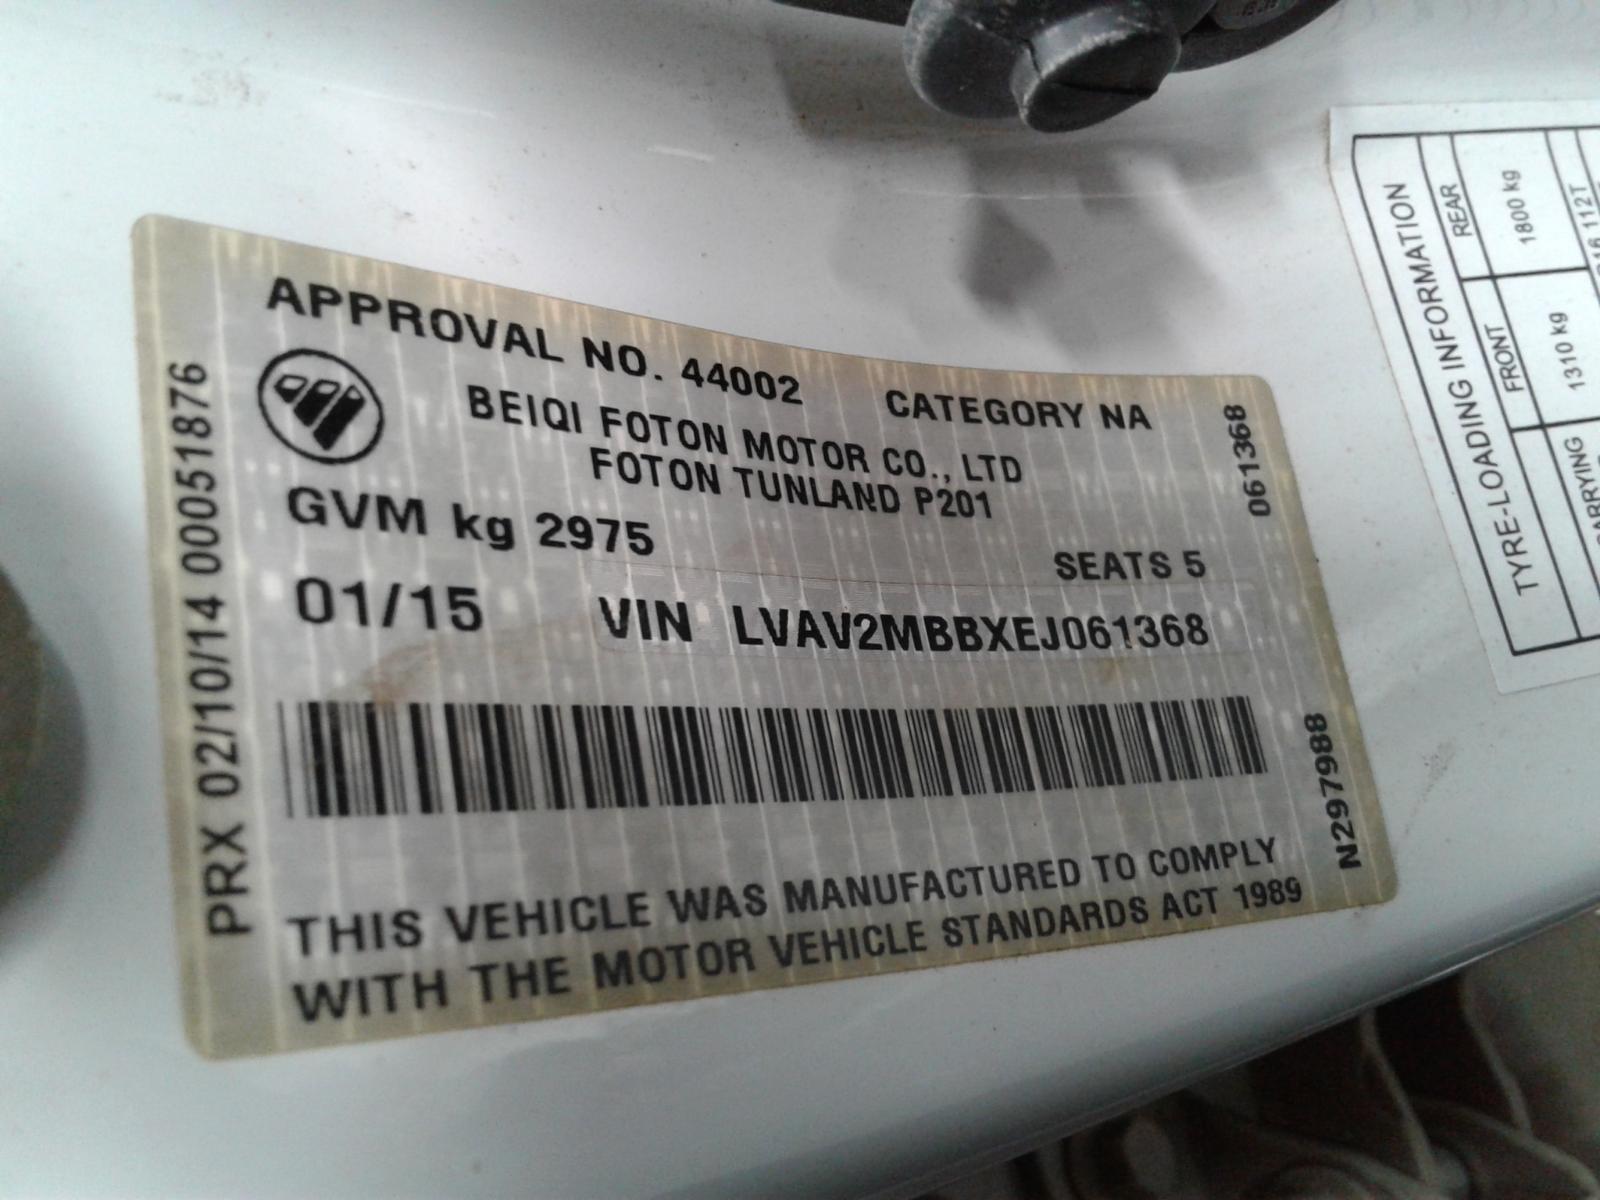 APPROVAL NO. 44002 CATEGORY NA
BEIQI FOTON MOTOR CO., LTD
FOTON TUNLAND P201
GVM kg 2975
SEATS 5
01/15 VIN LVAV2MBBXEJ061368
THIS VEHICLE WAS MANUFACTURED TO COMPLY
WITH THE MOTOR VEHICLE STANDARDS ACT 1989
PRX 02/10/14 00051876
061368
N297988
TYRE-LOADING INFORMATION
FRONT REAR
1310 kg 1800 kg
112T